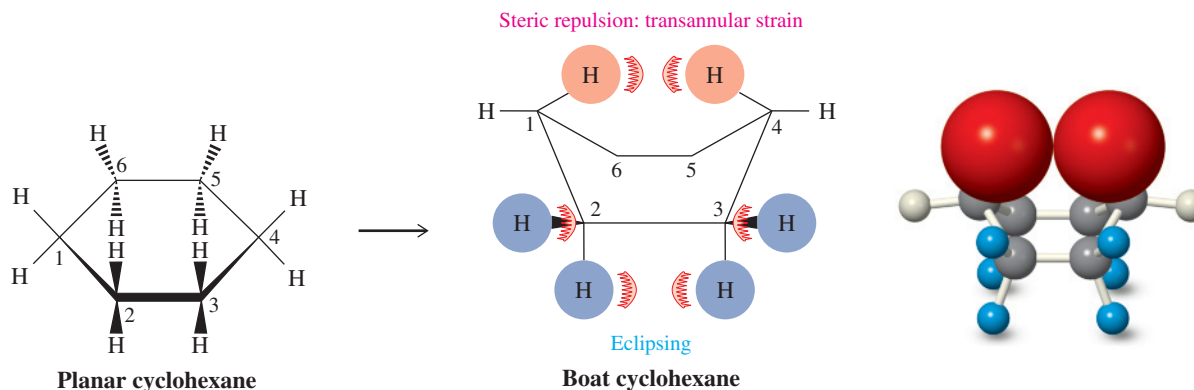 Steric repulsion: transannular strain
H H
H H
1 4
6 5
H 2 3 H
H H
Eclipsing
Boat cyclohexane
H H
6 5
H H H H
H H
1 4
H H
2 3
H H
Planar cyclohexane